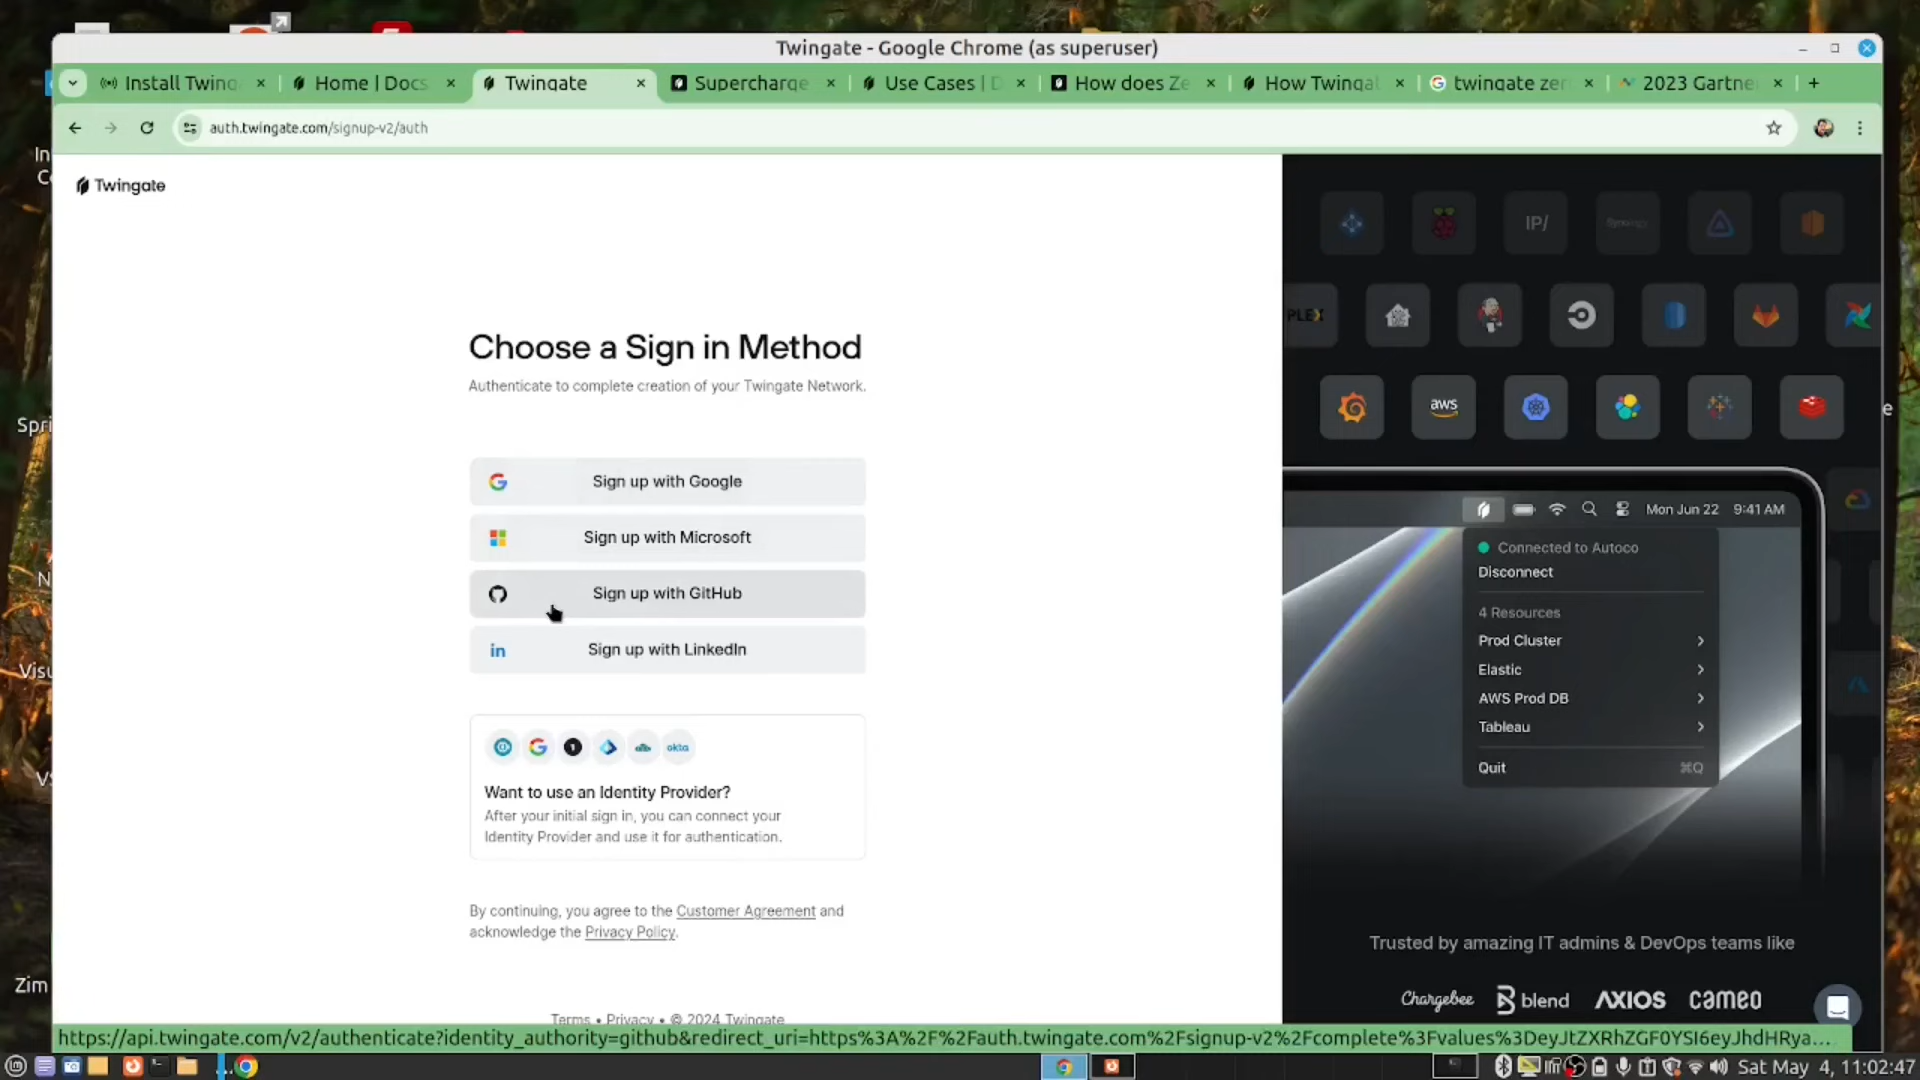 Twingate - Google Chrome (as superuser)
Install Twing
Home | Docs
Twingate
Supercharge
Use Cases | D
How does Ze
How Twingat
twingate zer
2023 Gartne
auth.twingate.com/signup-v2/auth
In
C
Twingate
IP/
PLEX
Choose a Sign in Method
Authenticate to complete creation of your Twingate Network.
aws
e
Spri
Sign up with Google
Mon Jun 22 9:41 AM
Sign up with Microsoft
Connected to Autoco
Disconnect
N
Sign up with GitHub
4 Resources
Prod Cluster
in Sign up with LinkedIn
Elastic
Visu
AWS Prod DB
Tableau
okta
Quit ⌘Q
VS
Want to use an Identity Provider?
After your initial sign in, you can connect your
Identity Provider and use it for authentication.
By continuing, you agree to the Customer Agreement and
acknowledge the Privacy Policy.
Trusted by amazing IT admins & DevOps teams like
Zim
Chargebee blend AXIOS cameo
Terms • Privacy • © 2024 Twingate
https://api.twingate.com/v2/authenticate?identity_authority=github&redirect_uri=https%3A%2F%2Fauth.twingate.com%2Fsignup-v2%2Fcomplete%3Fvalues%3DeyJtZXRhZGF0YSI6eyJhdHRya...
Sat May 4, 11:02:47